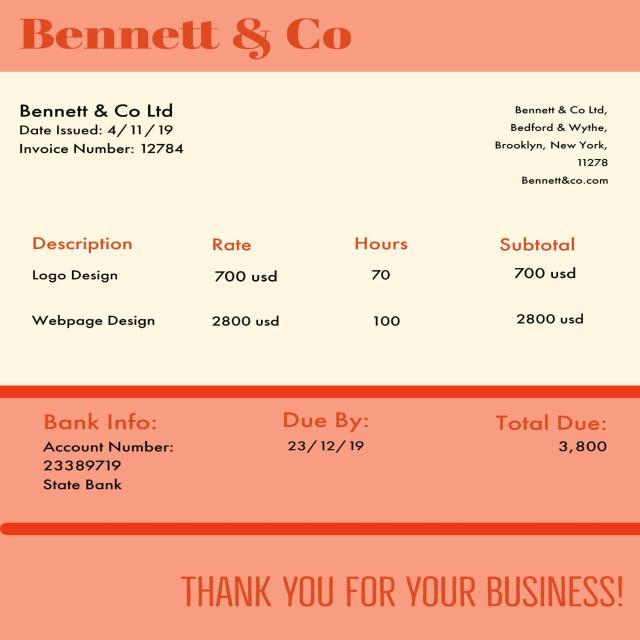 Bennett & Co
Bennett & Co Ltd
Date Issued: 4/11/19
Invoice Number: 12784
Bennett & Co Ltd,
Bedford & Wythe,
Brooklyn, New York,
11278
Bennett&co.com
Description Rate Hours Subtotal
Logo Design 700 usd 70 700 usd
Webpage Design 2800 usd 100 2800 usd
Bank Info: Due By: Total Due:
Account Number: 23/12/19 3,800
23389719
State Bank
THANK YOU FOR YOUR BUSINESS!